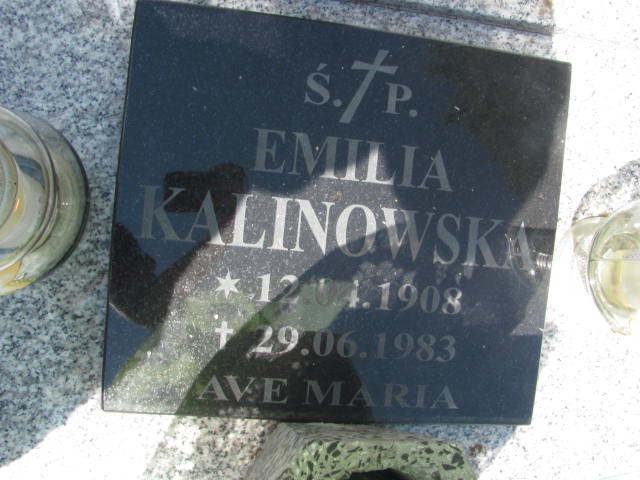 Ś. P.
EMILIA
KALINOWSKA
✶ 12.04.1908
† 29.06.1983
AVE MARIA